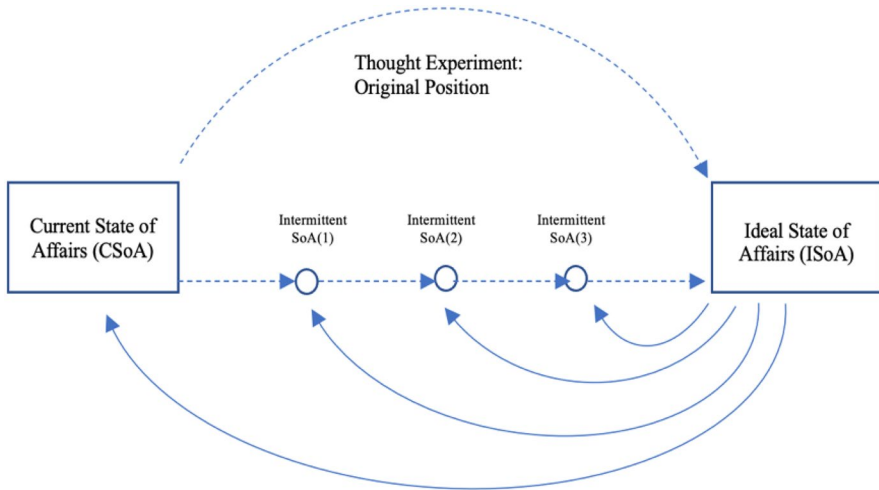 Thought Experiment:
Original Position
Current State of
Affairs (CSoA)
Intermittent
SoA(1)
Intermittent
SoA(2)
Intermittent
SoA(3)
Ideal State of
Affairs (ISoA)